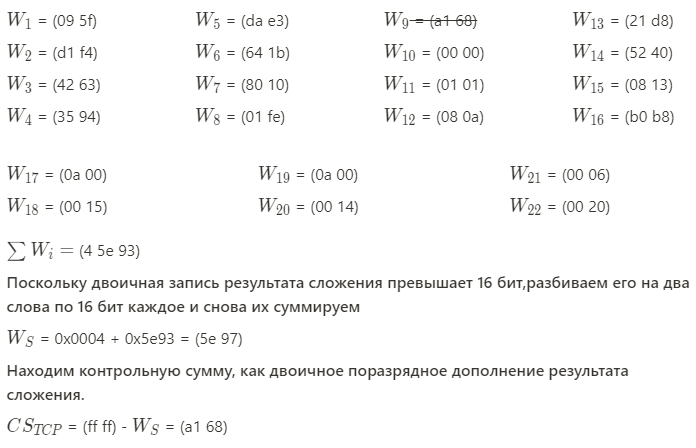 W₁ = (09 5f) W₅ = (da e3) W₉ = (a1 68) W₁₃ = (21 d8)
W₂ = (d1 f4) W₆ = (64 1b) W₁₀ = (00 00) W₁₄ = (52 40)
W₃ = (42 63) W₇ = (80 10) W₁₁ = (01 01) W₁₅ = (08 13)
W₄ = (35 94) W₈ = (01 fe) W₁₂ = (08 0a) W₁₆ = (b0 b8)
W₁₇ = (0a 00) W₁₉ = (0a 00) W₂₁ = (00 06)
W₁₈ = (00 15) W₂₀ = (00 14) W₂₂ = (00 20)
∑ Wᵢ = (4 5e 93)
Поскольку двоичная запись результата сложения превышает 16 бит,разбиваем его на два
слова по 16 бит каждое и снова их суммируем
W_S = 0x0004 + 0x5e93 = (5e 97)
Находим контрольную сумму, как двоичное поразрядное дополнение результата
сложения.
CS_TCP = (ff ff) - W_S = (a1 68)